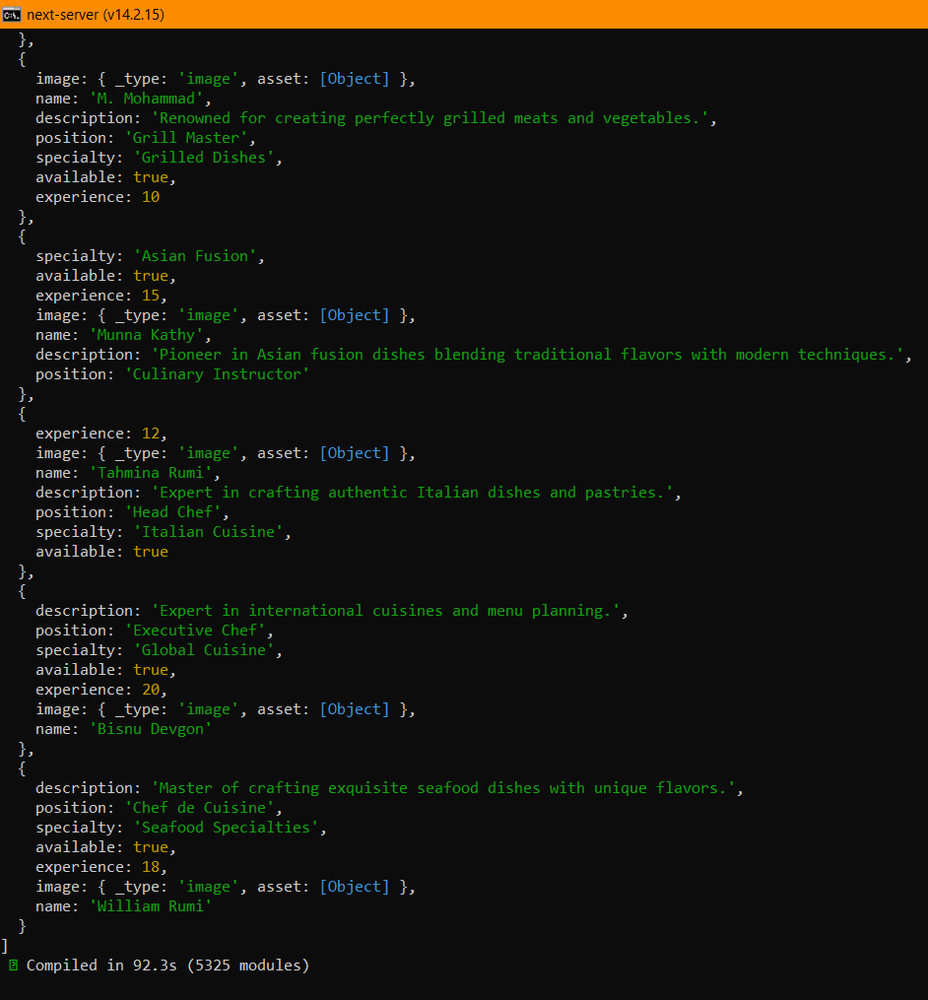 next-server (v14.2.15)
},
{
image: { _type: 'image', asset: [Object] },
name: 'M. Mohammad',
description: 'Renowned for creating perfectly grilled meats and vegetables.',
position: 'Grill Master',
specialty: 'Grilled Dishes',
available: true,
experience: 10
},
{
specialty: 'Asian Fusion',
available: true,
experience: 15,
image: { _type: 'image', asset: [Object] },
name: 'Munna Kathy',
description: 'Pioneer in Asian fusion dishes blending traditional flavors with modern techniques.',
position: 'Culinary Instructor'
},
{
experience: 12,
image: { _type: 'image', asset: [Object] },
name: 'Tahmina Rumi',
description: 'Expert in crafting authentic Italian dishes and pastries.',
position: 'Head Chef',
specialty: 'Italian Cuisine',
available: true
},
{
description: 'Expert in international cuisines and menu planning.',
position: 'Executive Chef',
specialty: 'Global Cuisine',
available: true,
experience: 20,
image: { _type: 'image', asset: [Object] },
name: 'Bisnu Devgon'
},
{
description: 'Master of crafting exquisite seafood dishes with unique flavors.',
position: 'Chef de Cuisine',
specialty: 'Seafood Specialties',
available: true,
experience: 18,
image: { _type: 'image', asset: [Object] },
name: 'William Rumi'
}
]
Compiled in 92.3s (5325 modules)